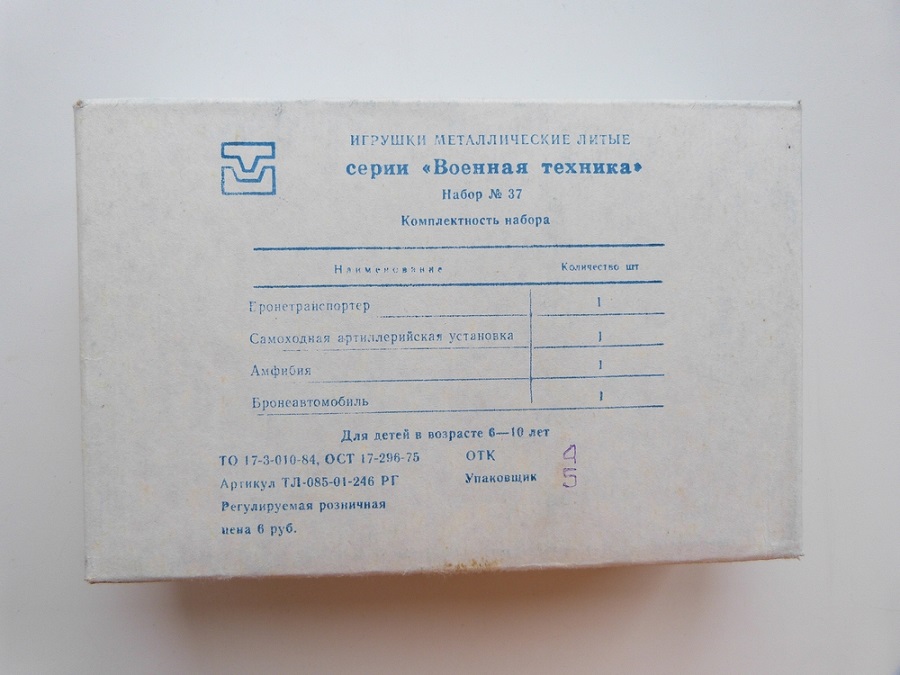 ИГРУШКИ МЕТАЛЛИЧЕСКИЕ ЛИТЫЕ
серии «Военная техника»
Набор № 37
Комплектность набора
Наименование Количество шт
Бронетранспортер 1
Самоходная артиллерийская установка 1
Амфибия 1
Бронеавтомобиль 1
Для детей в возрасте 6—10 лет
ТО 17-3-010-84, ОСТ 17-296-75 ОТК
Артикул ТЛ-085-01-246 РГ Упаковщик 5
Регулируемая розничная
цена 6 руб.